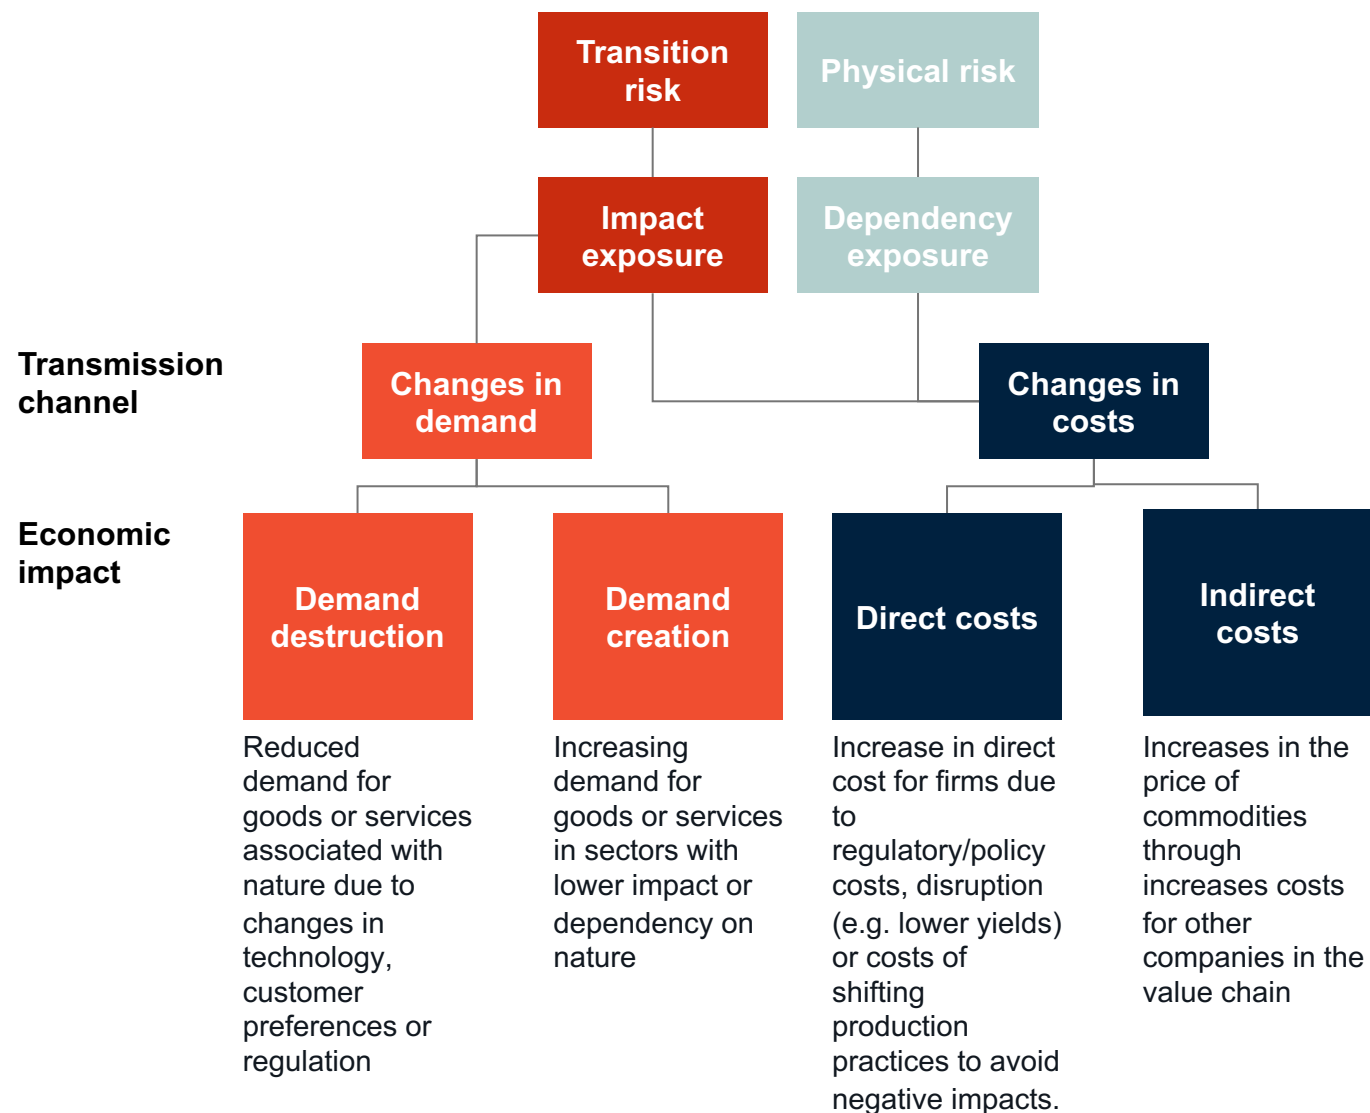 Transition
risk
Physical risk
Impact
exposure
Dependency
exposure
Transmission
channel
Changes in
demand
Changes in
costs
Economic
impact
Demand
destruction
Demand
creation
Direct costs
Indirect
costs
Reduced
demand for
goods or services
associated with
nature due to
changes in
technology,
customer
preferences or
regulation
Increasing
demand for
goods or services
in sectors with
lower impact or
dependency on
nature
Increase in direct
cost for firms due
to
regulatory/policy
costs, disruption
(e.g. lower yields)
or costs of
shifting
production
practices to avoid
negative impacts.
Increases in the
price of
commodities
through
increases costs
for other
companies in the
value chain